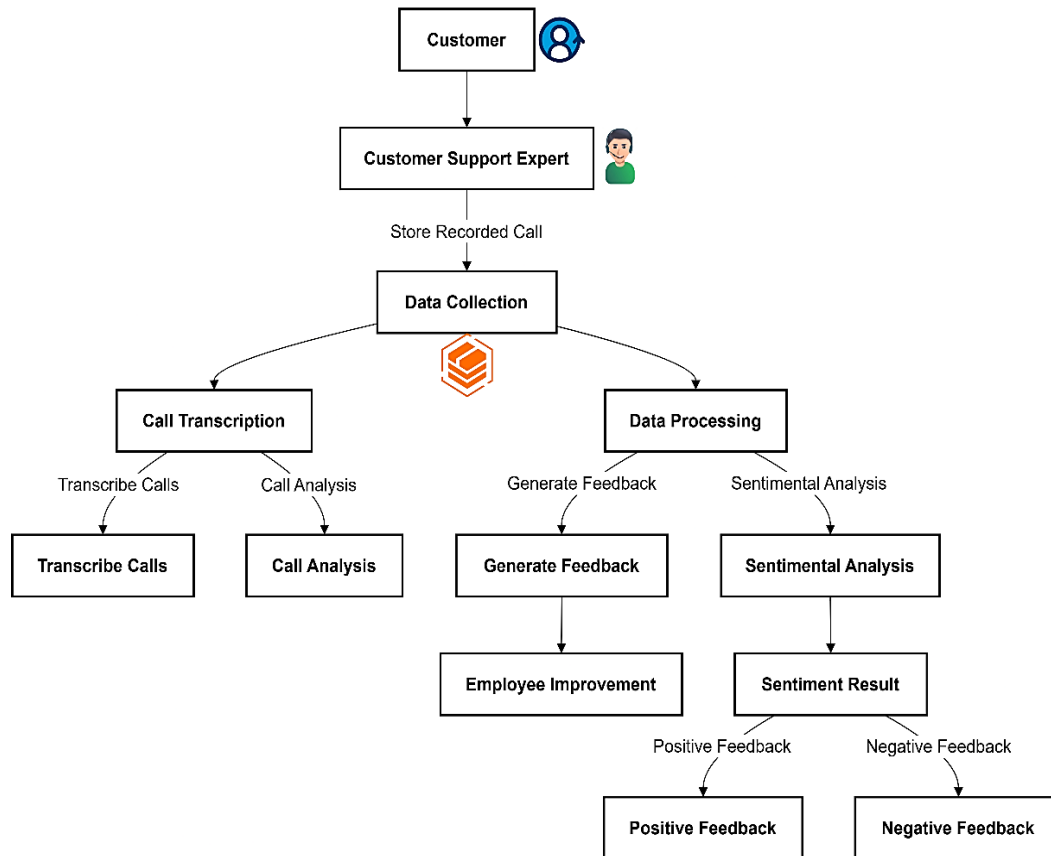 Customer
Customer Support Expert
Store Recorded Call
Data Collection
Call Transcription
Data Processing
Transcribe Calls
Call Analysis
Generate Feedback
Sentimental Analysis
Transcribe Calls
Call Analysis
Generate Feedback
Sentimental Analysis
Employee Improvement
Sentiment Result
Positive Feedback
Negative Feedback
Positive Feedback
Negative Feedback